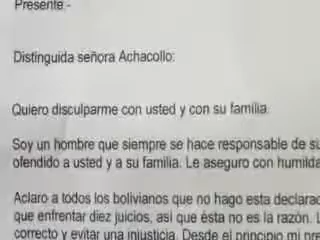 Presente.-
Distinguida señora Achacollo:
Quiero disculparme con usted y con su familia.
Soy un hombre que siempre se hace responsable de su
ofendido a usted y a su familia. Le aseguro con humilda
Aclaro a todos los bolivianos que no hago esta declarac
que enfrentar diez juicios, así que ésta no es la razón. L
correcto y evitar una injusticia. Desde el principio mi pre